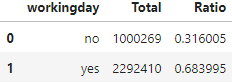 workingday Total Ratio
0 no 1000269 0.316005
1 yes 2292410 0.683995